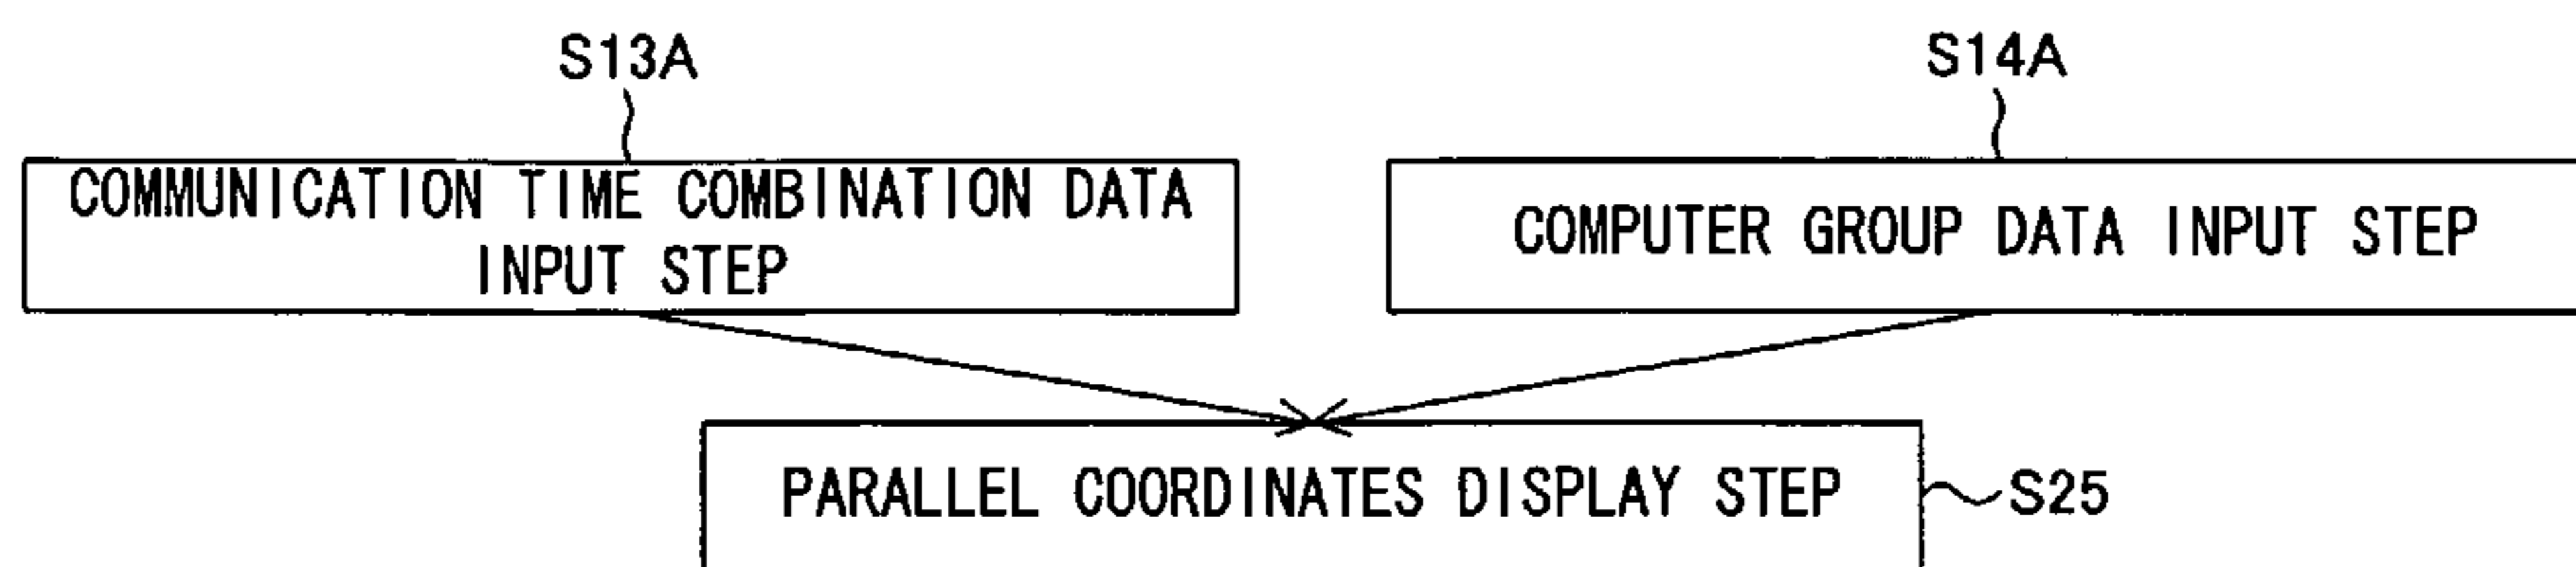 S13A
S14A
COMMUNICATION TIME COMBINATION DATA
INPUT STEP
COMPUTER GROUP DATA INPUT STEP
PARALLEL COORDINATES DISPLAY STEP
S25